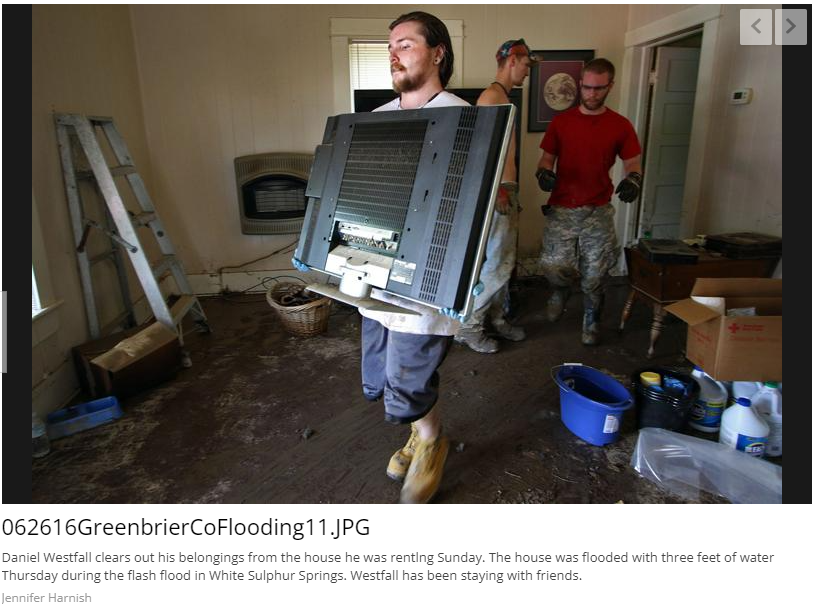 062616GreenbrierCoFlooding11.JPG
Daniel Westfall clears out his belongings from the house he was renting Sunday. The house was flooded with three feet of water
Thursday during the flash flood in White Sulphur Springs. Westfall has been staying with friends.
Jennifer Harnish